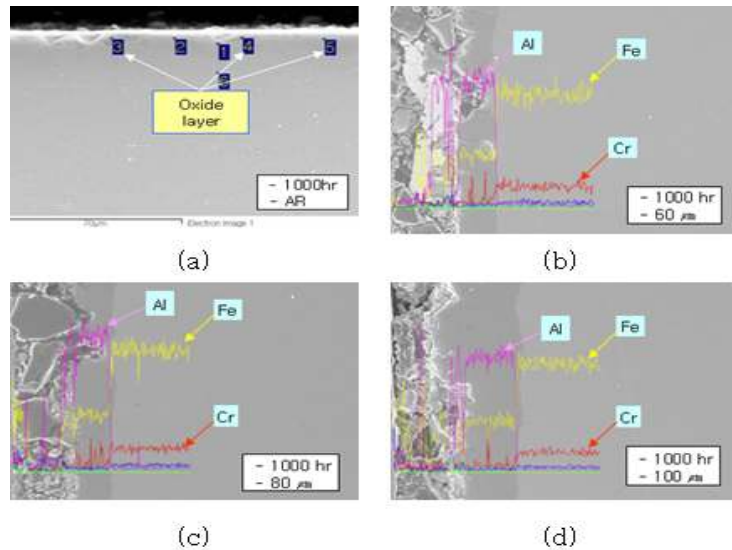 3
2
1
4
5
Oxide
layer
- 1000hr
- AR
20μm
Electron Image 1
(a)
Al
Fe
Cr
- 1000 hr
- 60 ㎛
(b)
Al
Fe
Cr
- 1000 hr
- 80 ㎛
(c)
Al
Fe
Cr
- 1000 hr
- 100 ㎛
(d)